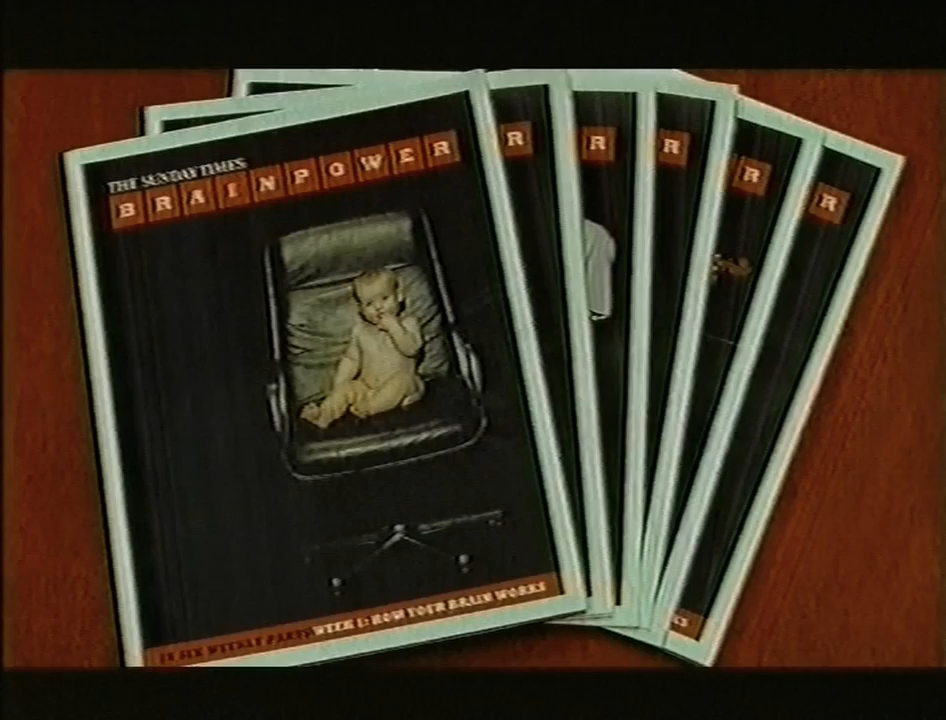 THE SUNDAY TIMES
BRAINPOWER
R
R
R
R
R
IN SIX WEEKLY PARTS WEEK 1: HOW YOUR BRAIN WORKS